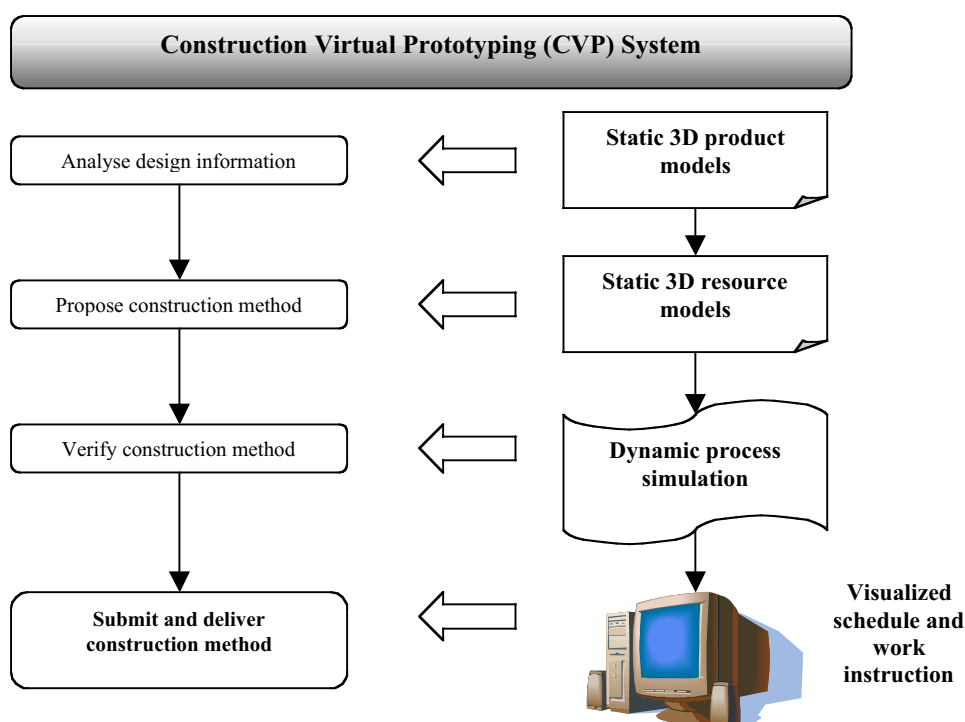 Construction Virtual Prototyping (CVP) System
Analyse design information
Static 3D product
models
Propose construction method
Static 3D resource
models
Verify construction method
Dynamic process
simulation
Submit and deliver
construction method
Visualized
schedule and
work
instruction